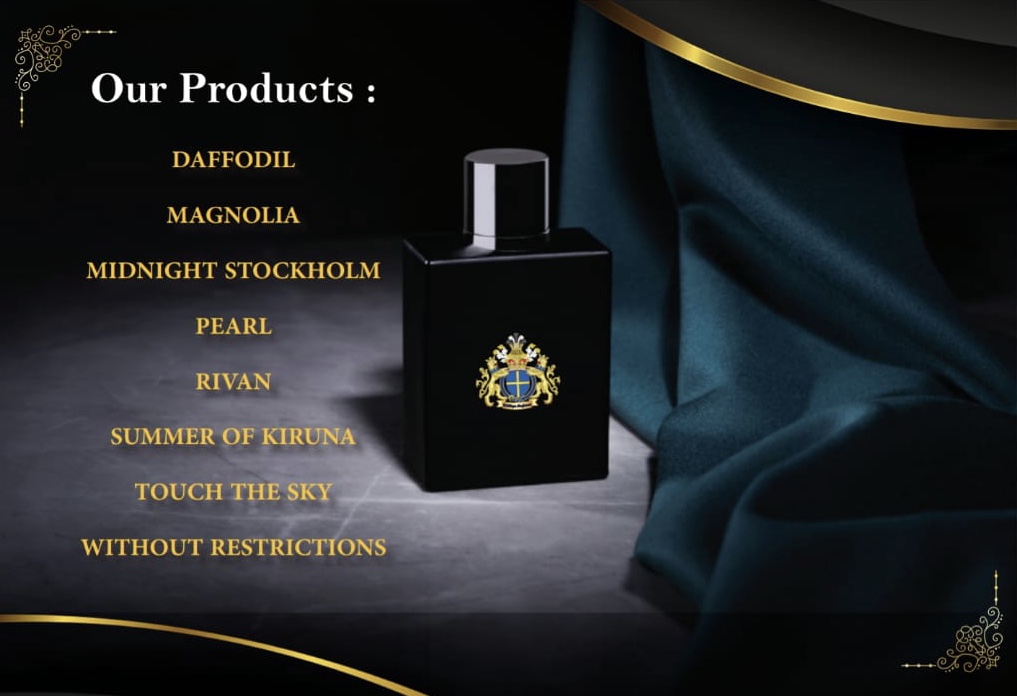 Our Products :
DAFFODIL
MAGNOLIA
MIDNIGHT STOCKHOLM
PEARL
RIVAN
SUMMER OF KIRUNA
TOUCH THE SKY
WITHOUT RESTRICTIONS